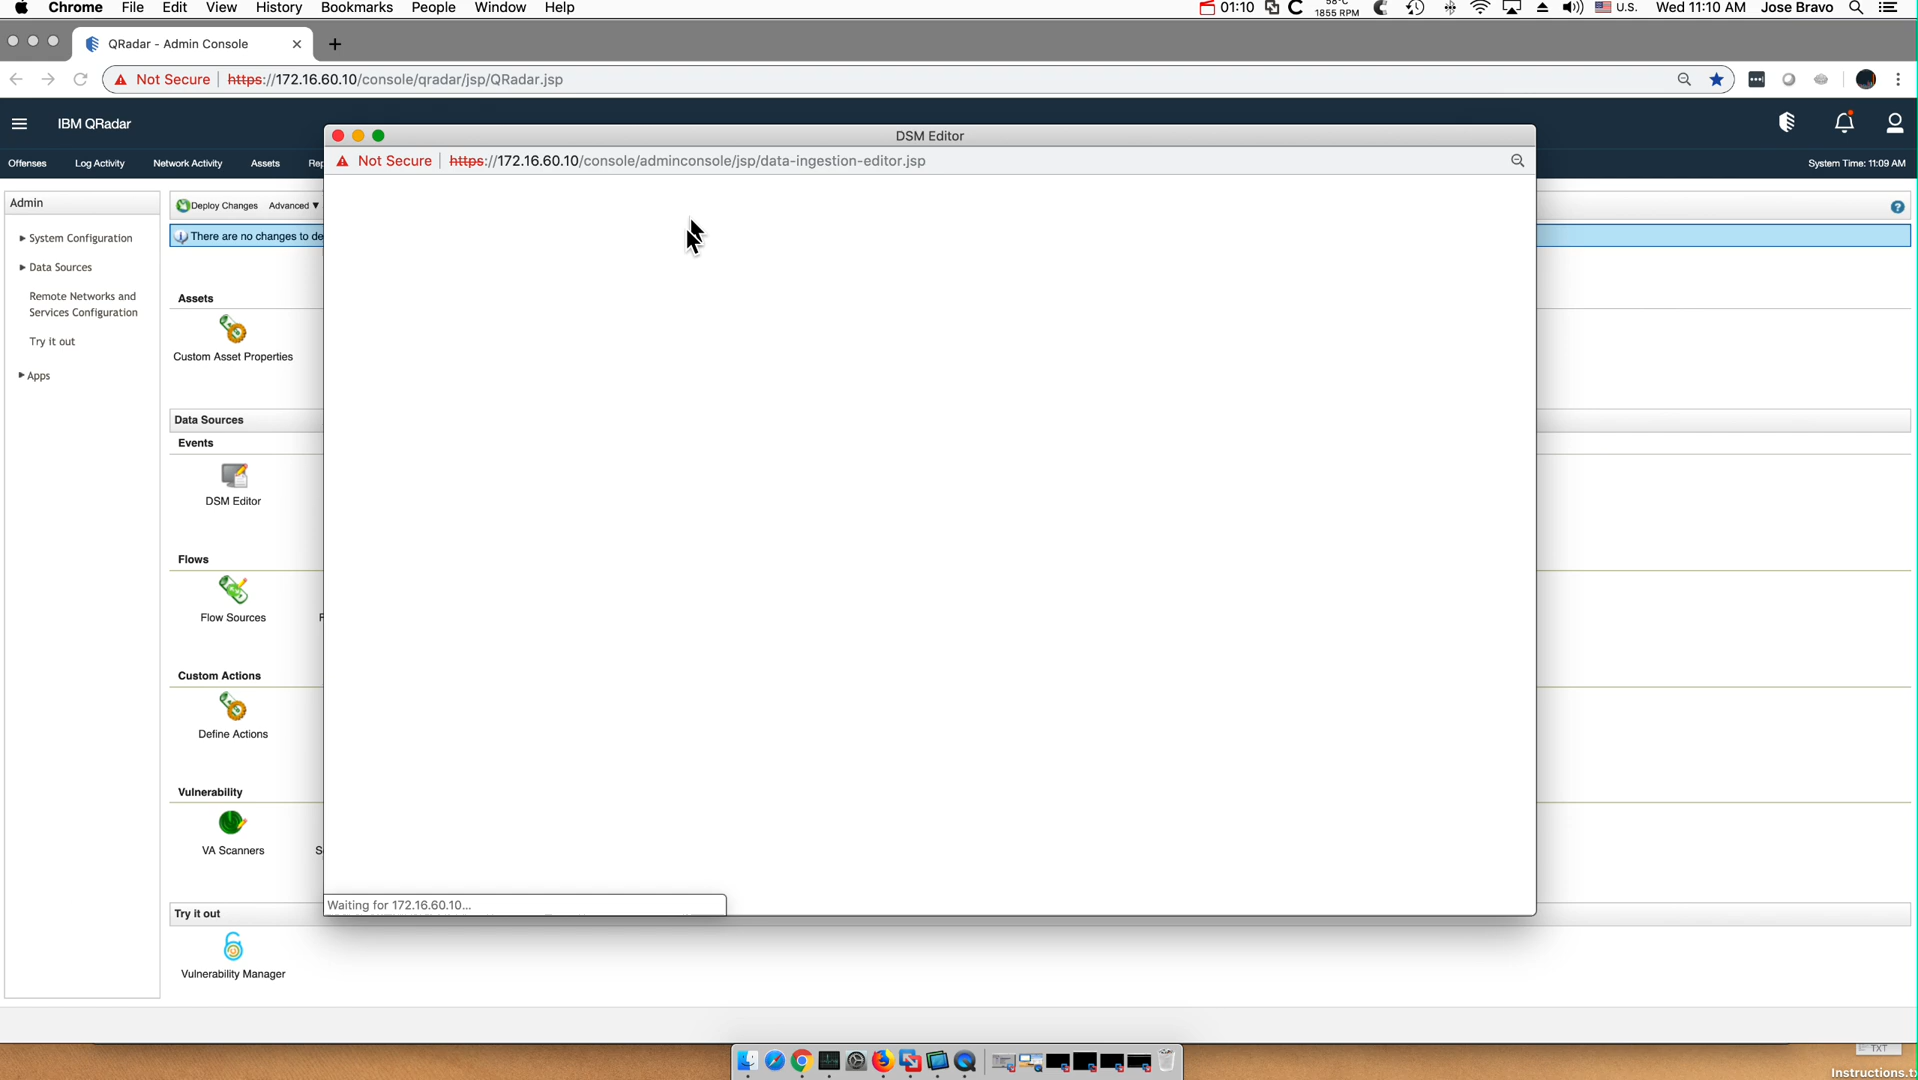 Chrome File Edit View History Bookmarks People Window Help
01:10 58°C 1855 RPM U.S. Wed 11:10 AM Jose Bravo
QRadar - Admin Console
Not Secure https://172.16.60.10/console/qradar/jsp/QRadar.jsp
IBM QRadar
Offenses Log Activity Network Activity Assets Rep
System Time: 11:09 AM
DSM Editor
Not Secure https://172.16.60.10/console/adminconsole/jsp/data-ingestion-editor.jsp
Admin
System Configuration
Data Sources
Remote Networks and
Services Configuration
Try it out
Apps
Deploy Changes Advanced ▼
There are no changes to de
Assets
Custom Asset Properties
Data Sources
Events
DSM Editor
Flows
Flow Sources F
Custom Actions
Define Actions
Vulnerability
VA Scanners S
Try it out
Vulnerability Manager
Waiting for 172.16.60.10...
TXT
Instructions.t